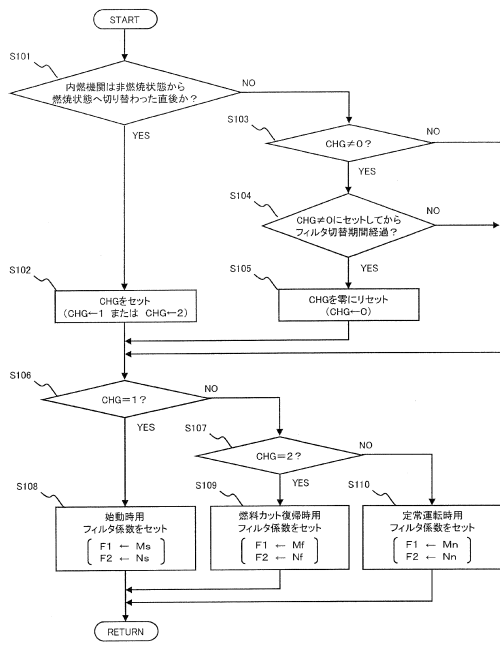 START
S101
内燃機関は非燃焼状態から
燃焼状態へ切り替わった直後か？
NO
YES
S103
CHG≠0？
NO
YES
S104
CHG≠0にセットしてから
フィルタ切替期間経過？
NO
YES
S102
CHGをセット
(CHG←1 または CHG←2)
S105
CHGを零にリセット
(CHG←0)
S106
CHG=1？
NO
YES
S107
CHG=2？
NO
YES
S108
始動時用
フィルタ係数をセット
F1 ← Ms
F2 ← Ns
S109
燃料カット復帰時用
フィルタ係数をセット
F1 ← Mf
F2 ← Nf
S110
定常運転時用
フィルタ係数をセット
F1 ← Mn
F2 ← Nn
RETURN